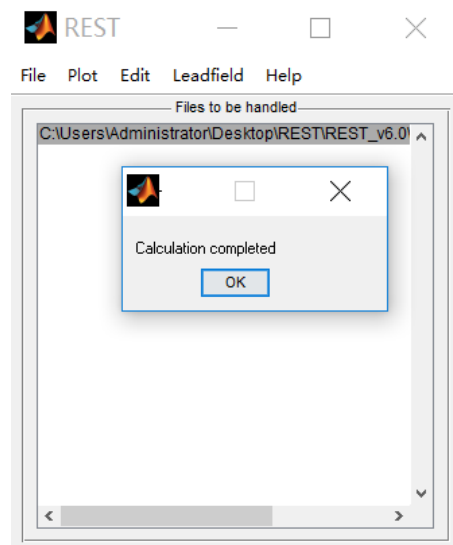 REST
File Plot Edit Leadfield Help
Files to be handled
C:\Users\Administrator\Desktop\REST\REST_v6.0\
Calculation completed
OK